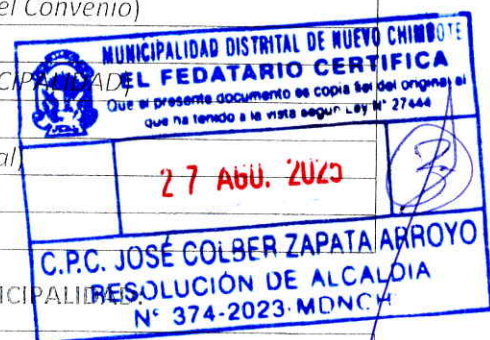 el Convenio)
MUNICIPALIDAD DISTRITAL DE NUEVO CHIMBOTE
EL FEDATARIO CERTIFICA
Que el presente documento es copia fiel del original al
que ha tenido a la vista segun Ley N° 27444
al)
27 AGO. 2025
C.P.C. JOSÉ COLBER ZAPATA ARROYO
RESOLUCIÓN DE ALCALDIA
N° 374-2023-MDNCH